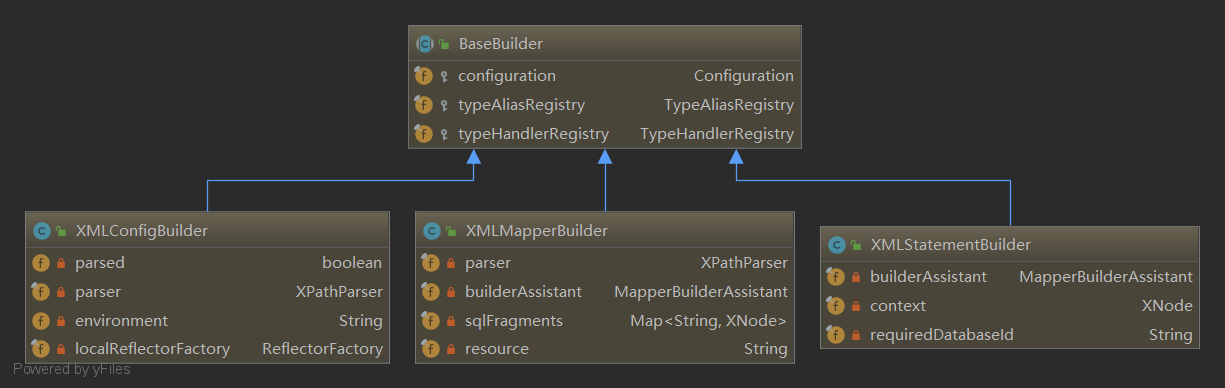 BaseBuilder
configuration Configuration
typeAliasRegistry TypeAliasRegistry
typeHandlerRegistry TypeHandlerRegistry
XMLConfigBuilder
parsed boolean
parser XPathParser
environment String
localReflectorFactory ReflectorFactory
XMLMapperBuilder
parser XPathParser
builderAssistant MapperBuilderAssistant
sqlFragments Map<String, XNode>
resource String
XMLStatementBuilder
builderAssistant MapperBuilderAssistant
context XNode
requiredDatabaseId String
Powered by yFiles